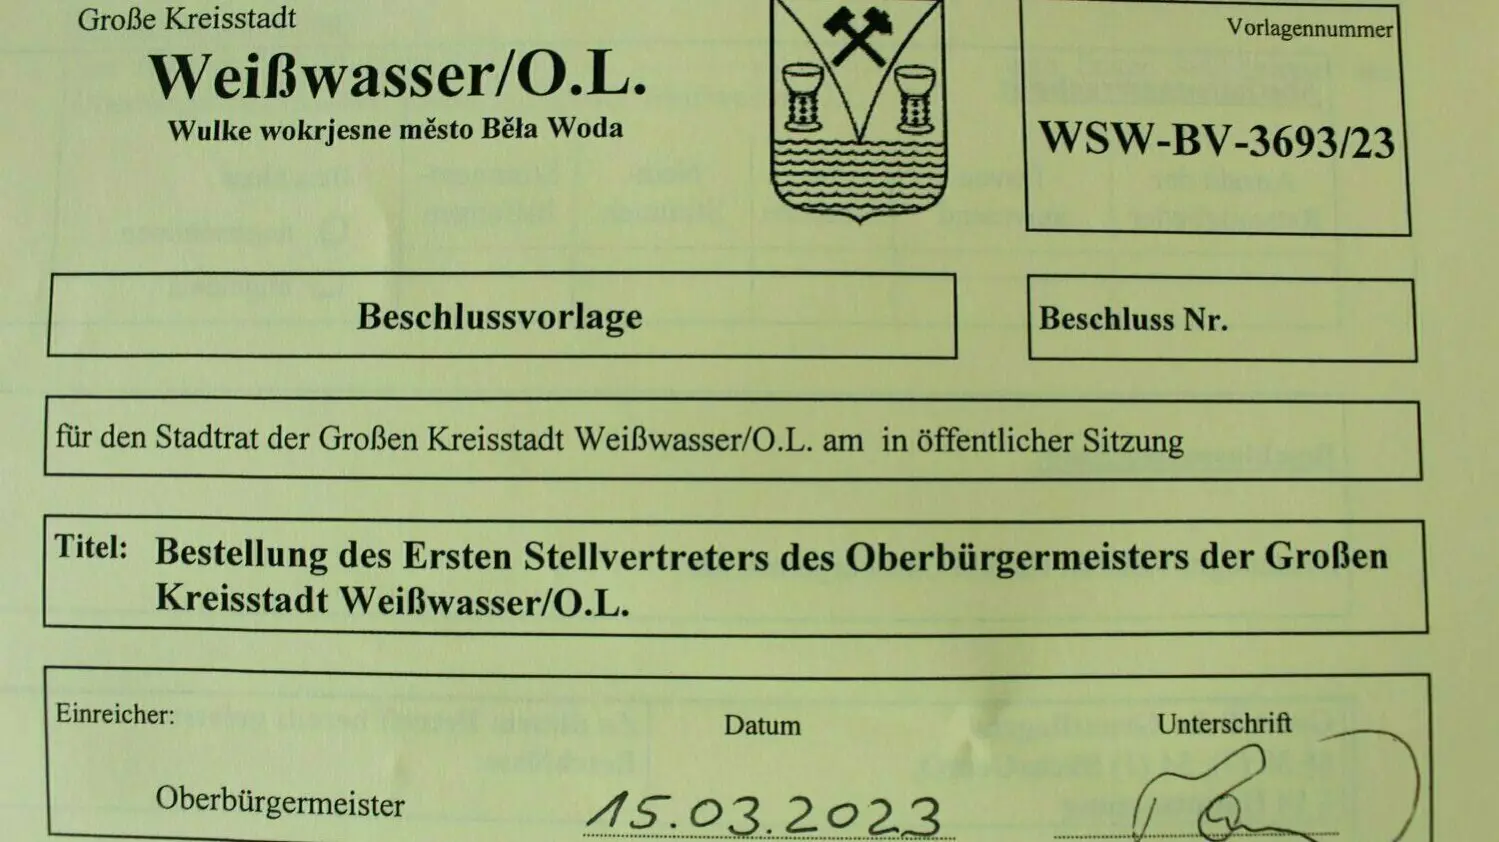 Große Kreisstadt
Weißwasser/O.L.
Wulke wokrjesne město Běła Woda
Vorlagennummer
WSW-BV-3693/23
Beschlussvorlage
Beschluss Nr.
für den Stadtrat der Großen Kreisstadt Weißwasser/O.L. am in öffentlicher Sitzung
Titel: Bestellung des Ersten Stellvertreters des Oberbürgermeisters der Großen
Kreisstadt Weißwasser/O.L.
Einreicher:
Datum
Unterschrift
Oberbürgermeister
15.03.2023